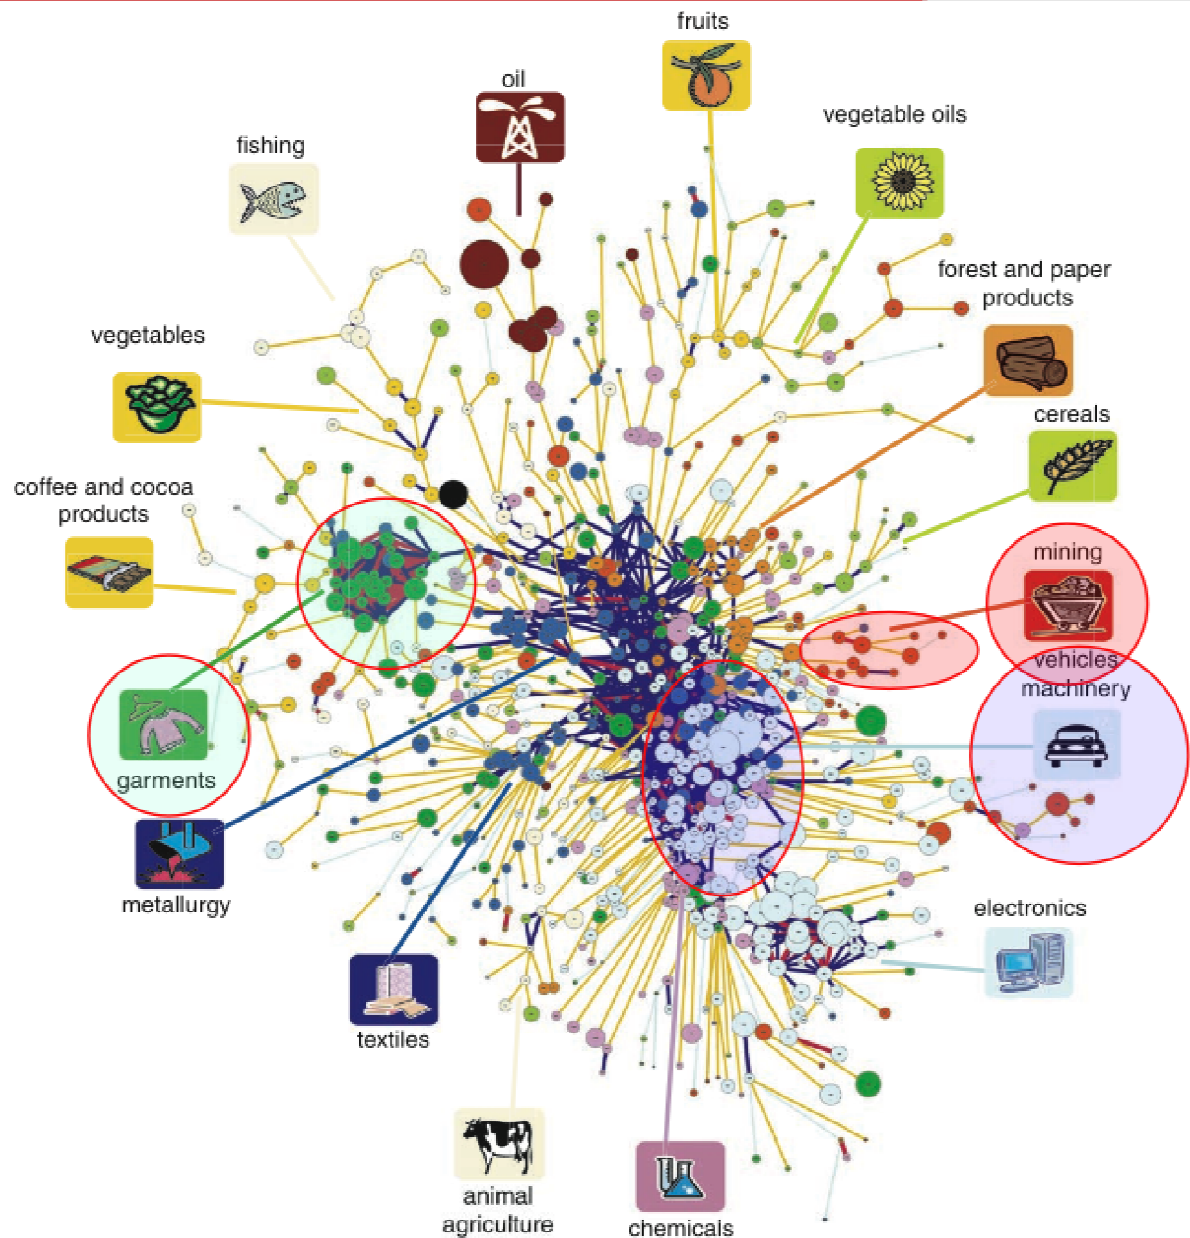 fruits
oil
vegetable oils
fishing
forest and paper
products
vegetables
cereals
coffee and cocoa
products
mining
vehicles
machinery
garments
metallurgy
electronics
textiles
animal
agriculture
chemicals